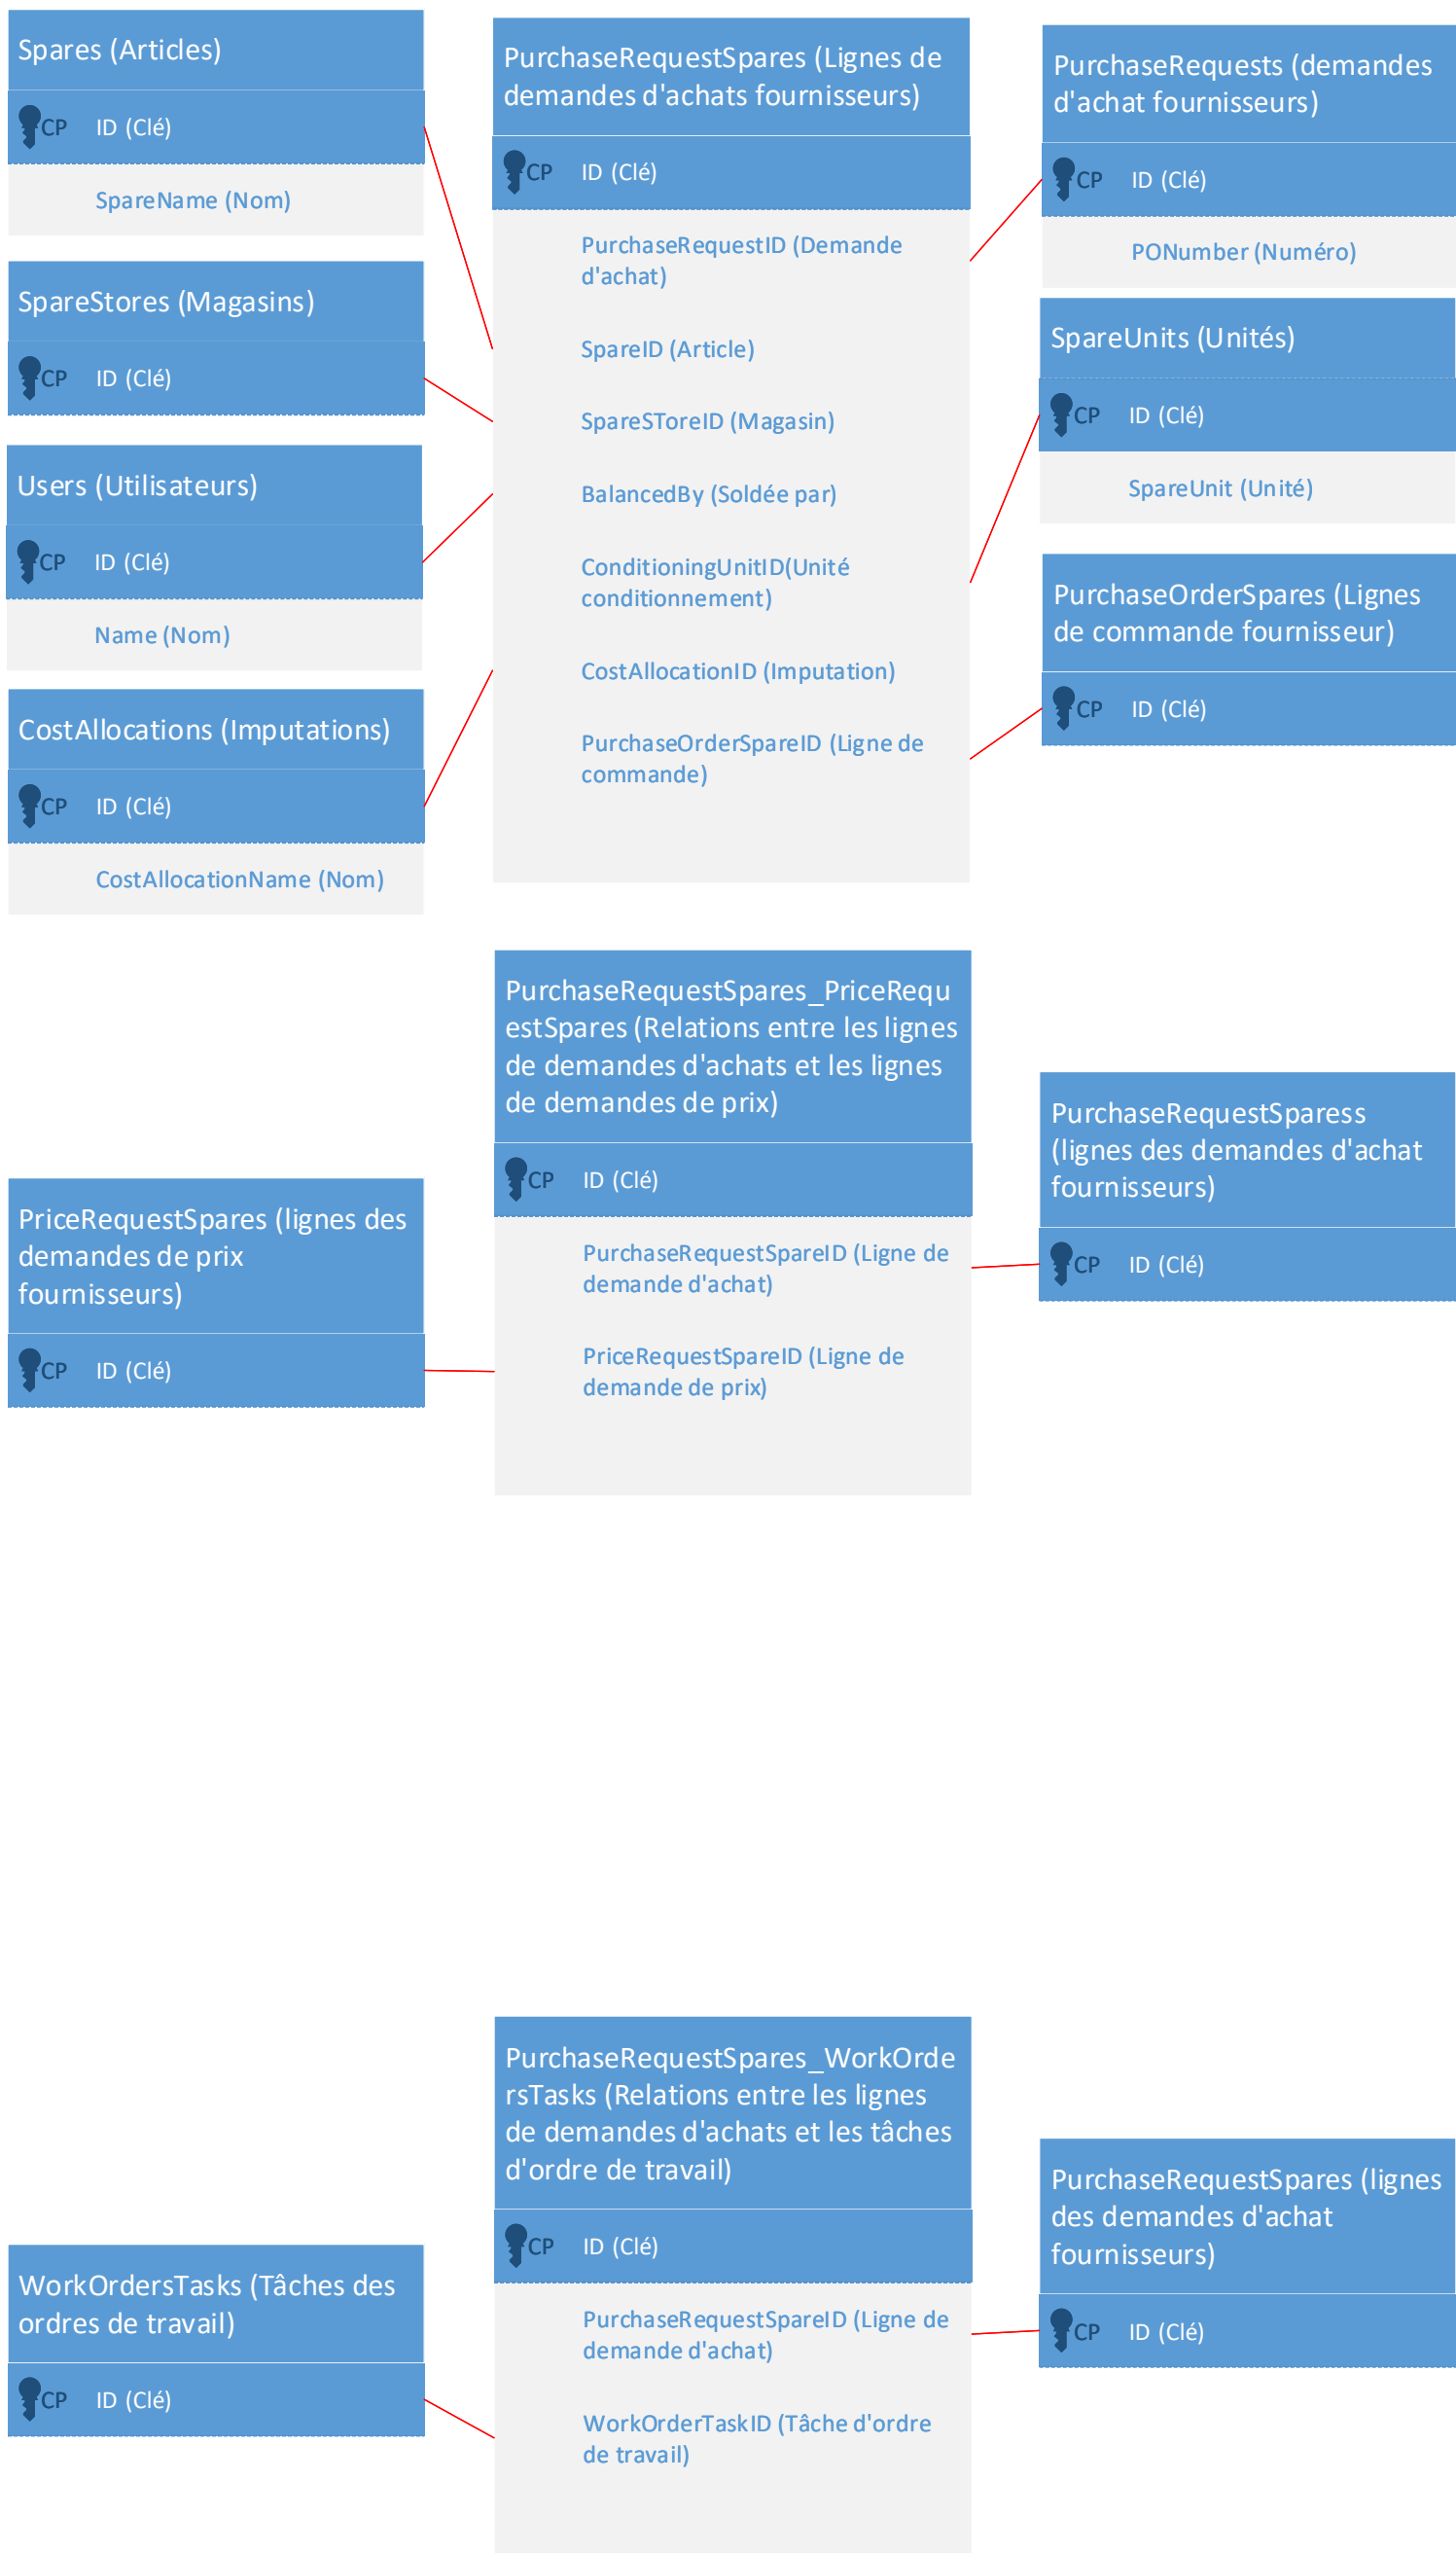 Spares (Articles)
CP ID (Clé)
SpareName (Nom)
SpareStores (Magasins)
CP ID (Clé)
Users (Utilisateurs)
CP ID (Clé)
Name (Nom)
CostAllocations (Imputations)
CP ID (Clé)
CostAllocationName (Nom)
PurchaseRequestSpares (Lignes de
demandes d'achats fournisseurs)
CP ID (Clé)
PurchaseRequestID (Demande
d'achat)
SpareID (Article)
SpareSToreID (Magasin)
BalancedBy (Soldée par)
ConditioningUnitID(Unité
conditionnement)
CostAllocationID (Imputation)
PurchaseOrderSpareID (Ligne de
commande)
PurchaseRequests (demandes
d'achat fournisseurs)
CP ID (Clé)
PONumber (Numéro)
SpareUnits (Unités)
CP ID (Clé)
SpareUnit (Unité)
PurchaseOrderSpares (Lignes
de commande fournisseur)
CP ID (Clé)
PriceRequestSpares (lignes des
demandes de prix
fournisseurs)
CP ID (Clé)
PurchaseRequestSpares_PriceRequ
estSpares (Relations entre les lignes
de demandes d'achats et les lignes
de demandes de prix)
CP ID (Clé)
PurchaseRequestSpareID (Ligne de
demande d'achat)
PriceRequestSpareID (Ligne de
demande de prix)
PurchaseRequestSparess
(lignes des demandes d'achat
fournisseurs)
CP ID (Clé)
WorkOrdersTasks (Tâches des
ordres de travail)
CP ID (Clé)
PurchaseRequestSpares_WorkOrde
rsTasks (Relations entre les lignes
de demandes d'achats et les tâches
d'ordre de travail)
CP ID (Clé)
PurchaseRequestSpareID (Ligne de
demande d'achat)
WorkOrderTaskID (Tâche d'ordre
de travail)
PurchaseRequestSpares (lignes
des demandes d'achat
fournisseurs)
CP ID (Clé)